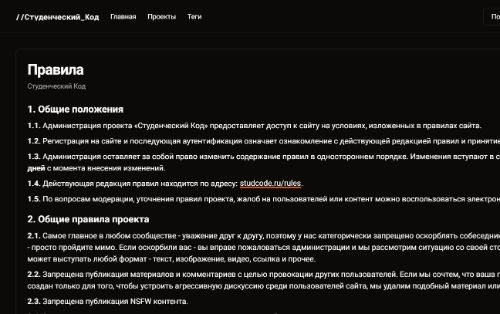 //Студенческий_Код Главная Проекты Теги По
Правила
Студенческий Код
1. Общие положения
1.1. Администрация проекта «Студенческий Код» предоставляет доступ к сайту на условиях, изложенных в правилах сайта.
1.2. Регистрация на сайте и последующая аутентификация означает ознакомление с действующей редакцией правил и принятие
1.3. Администрация оставляет за собой право изменить содержание правил в одностороннем порядке. Изменения вступают в с
дней с момента внесения изменений.
1.4. Действующая редакция правил находится по адресу: studcode.ru/rules.
1.5. По вопросам модерации, уточнения правил проекта, жалоб на пользователей или контент можно воспользоваться электрон
2. Общие правила проекта
2.1. Самое главное в любом сообществе - уважение друг к другу, поэтому у нас категорически запрещено оскорблять собеседник
- просто пройдите мимо. Если оскорбили вас - вы вправе пожаловаться администрации и мы рассмотрим ситуацию со своей сто
может выступать любой формат - текст, изображение, видео, ссылка и прочее.
2.2. Запрещена публикация материалов и комментариев с целью провокации других пользователей. Если мы сочтем, что ваша п
создан только для того, чтобы устроить агрессивную дискуссию среди пользователей сайта, мы удалим подобный материал или
2.3. Запрещена публикация NSFW контента.